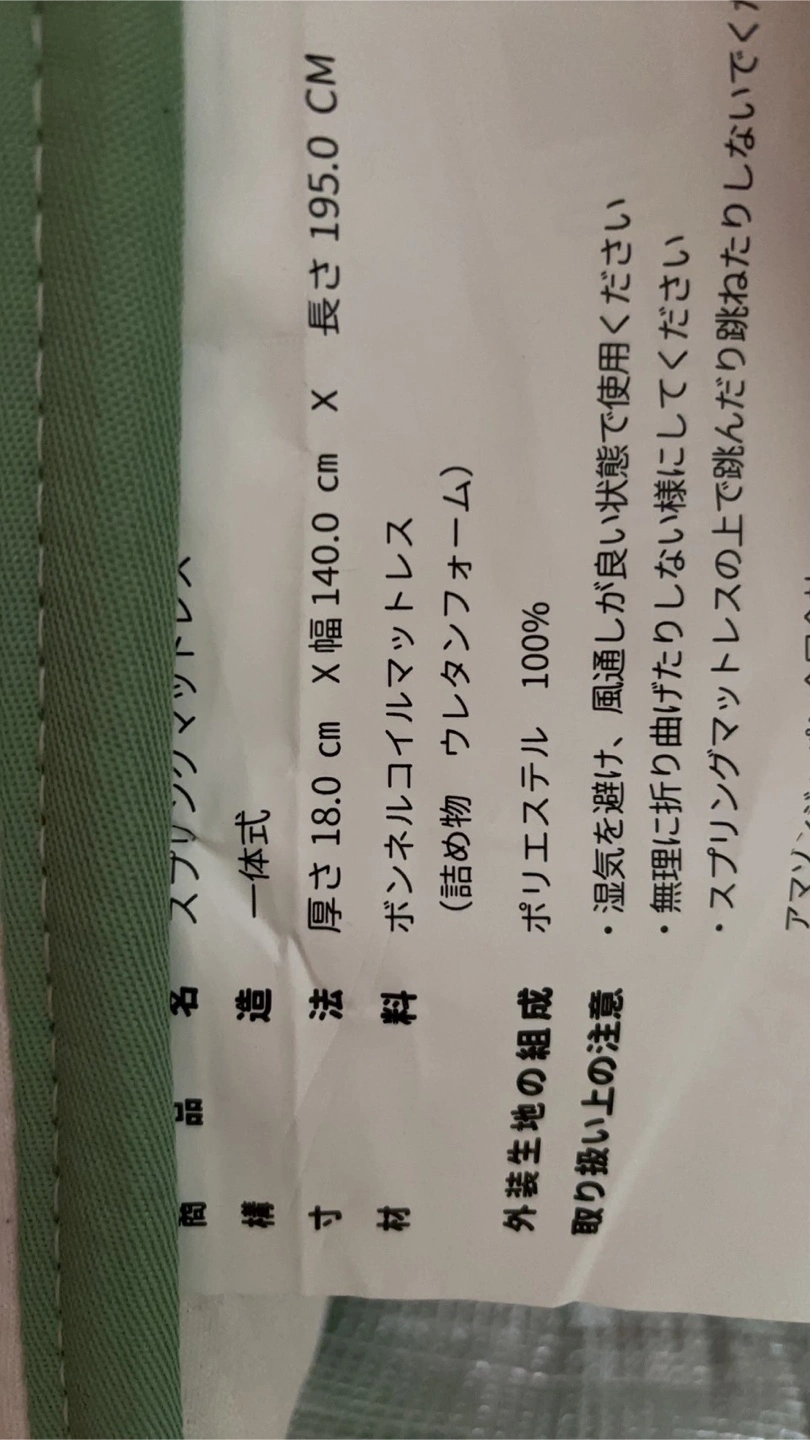 商品名 スプリングマットレス
構造 一体式
寸法 厚さ 18.0 cm X 幅 140.0 cm X 長さ 195.0 CM
材料 ボンネルコイルマットレス
（詰め物 ウレタンフォーム）
外装生地の組成 ポリエステル 100%
取り扱い上の注意 ・湿気を避け、風通しが良い状態で使用ください
・無理に折り曲げたりしない様にしてください
・スプリングマットレスの上で跳んだり跳ねたりしないでくだ
アマゾンジ